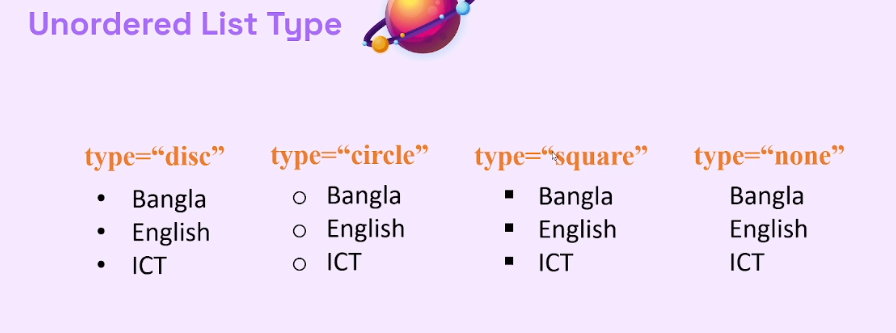 Unordered List Type
type=“disc”
• Bangla
• English
• ICT
type=“circle”
○ Bangla
○ English
○ ICT
type=“square”
▪ Bangla
▪ English
▪ ICT
type=“none”
Bangla
English
ICT